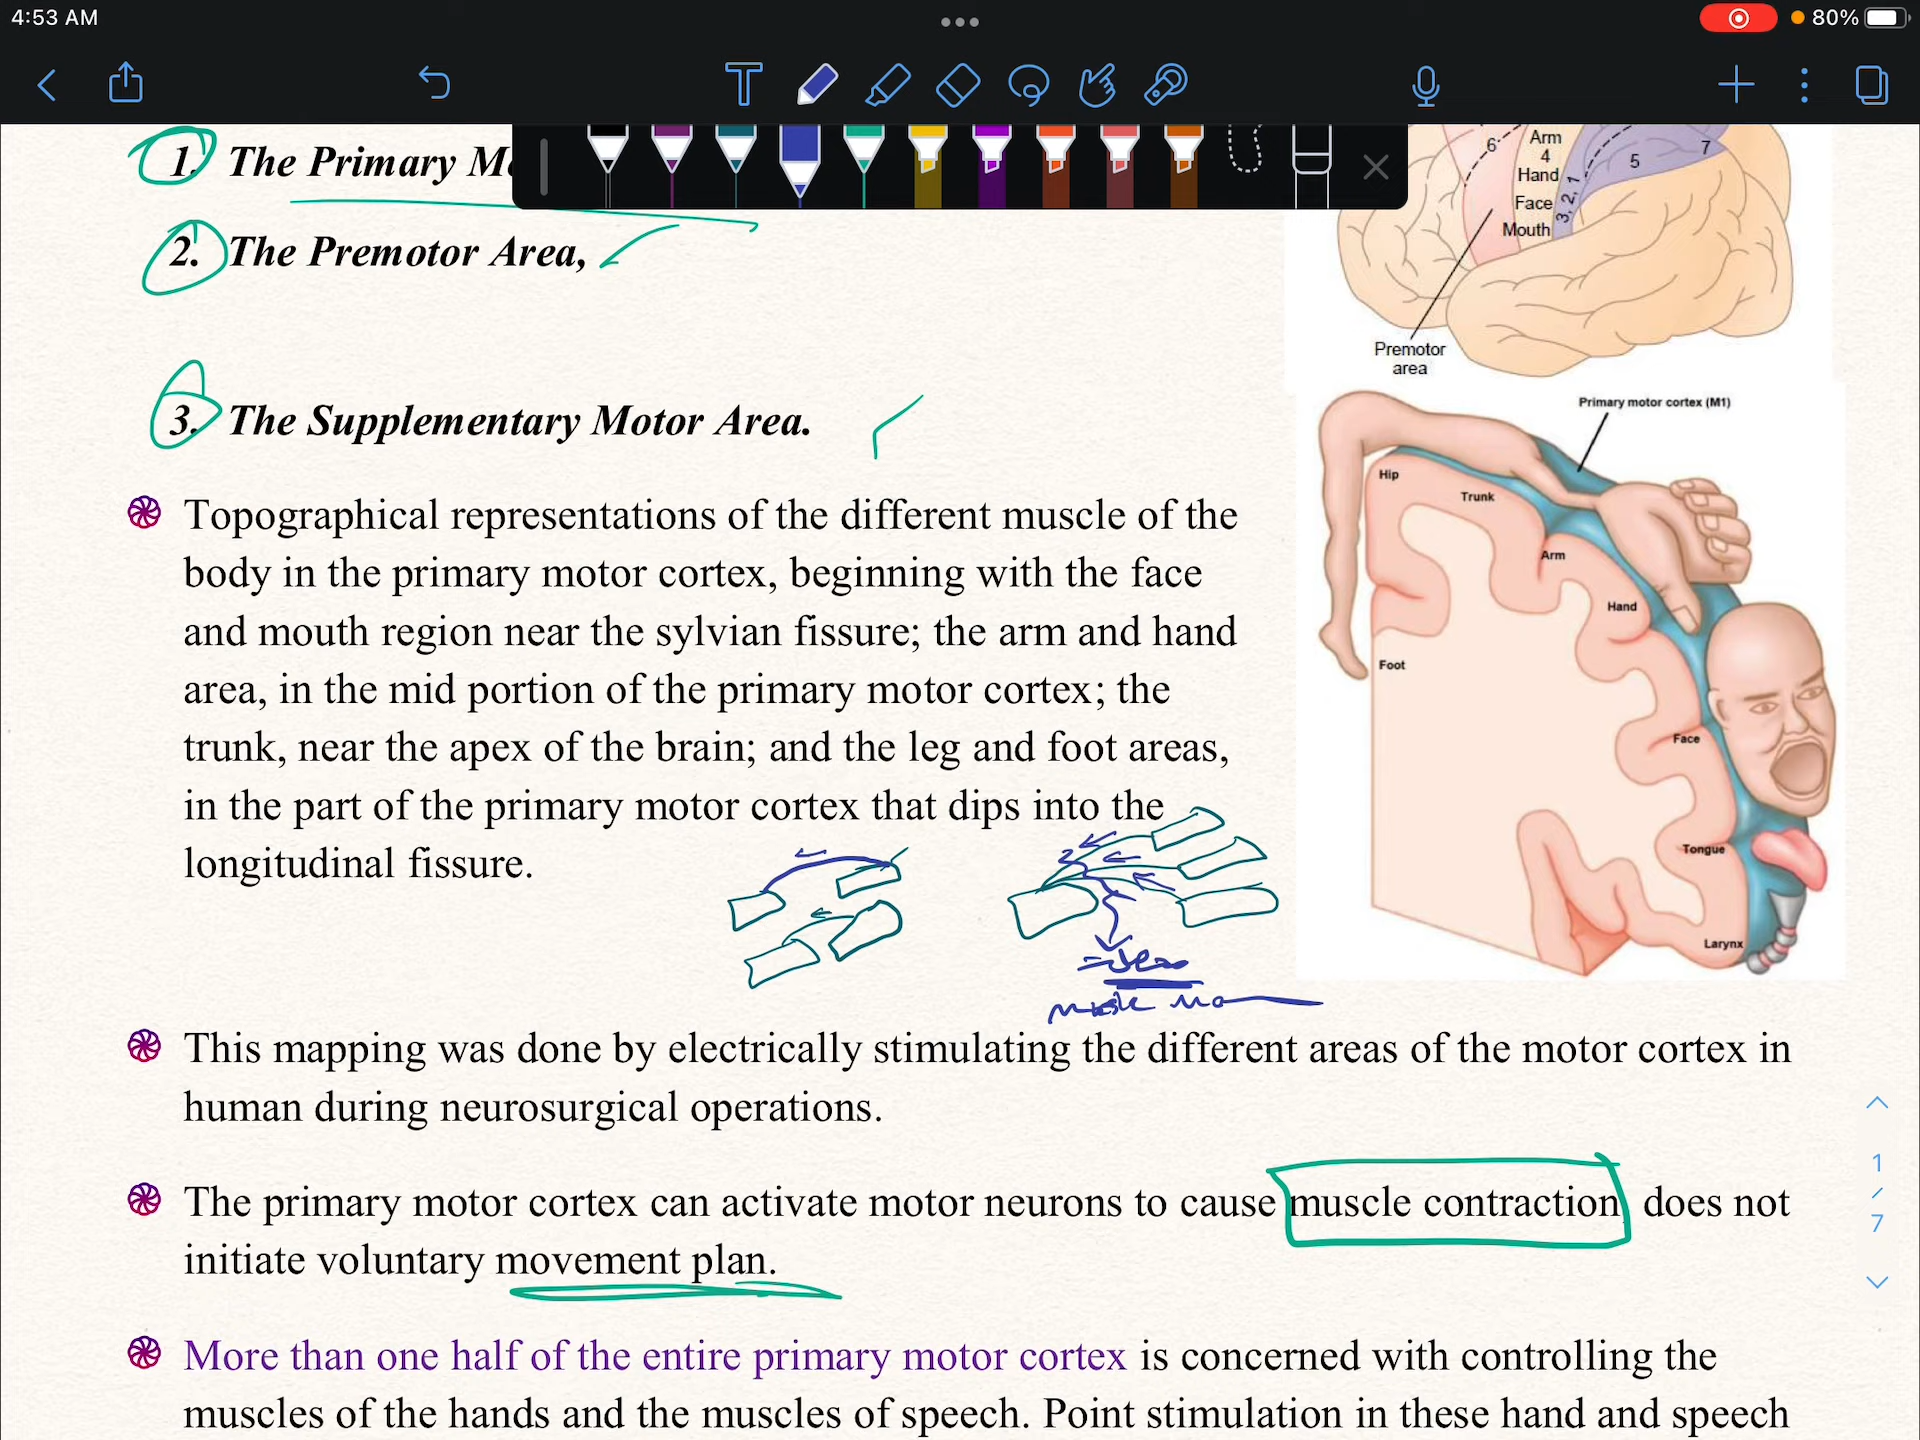 4:53 AM
80%
T
1. The Primary Mo
2. The Premotor Area,
3. The Supplementary Motor Area.
Topographical representations of the different muscle of the
body in the primary motor cortex, beginning with the face
and mouth region near the sylvian fissure; the arm and hand
area, in the mid portion of the primary motor cortex; the
trunk, near the apex of the brain; and the leg and foot areas,
in the part of the primary motor cortex that dips into the
longitudinal fissure.
6
Arm
4
Hand
Face
Mouth
3, 2, 1
5
7
Premotor
area
Primary motor cortex (M1)
Hip
Trunk
Arm
Hand
Foot
Face
Tongue
Larynx
This mapping was done by electrically stimulating the different areas of the motor cortex in
human during neurosurgical operations.
The primary motor cortex can activate motor neurons to cause muscle contraction does not
initiate voluntary movement plan.
More than one half of the entire primary motor cortex is concerned with controlling the
muscles of the hands and the muscles of speech. Point stimulation in these hand and speech
1
/
7